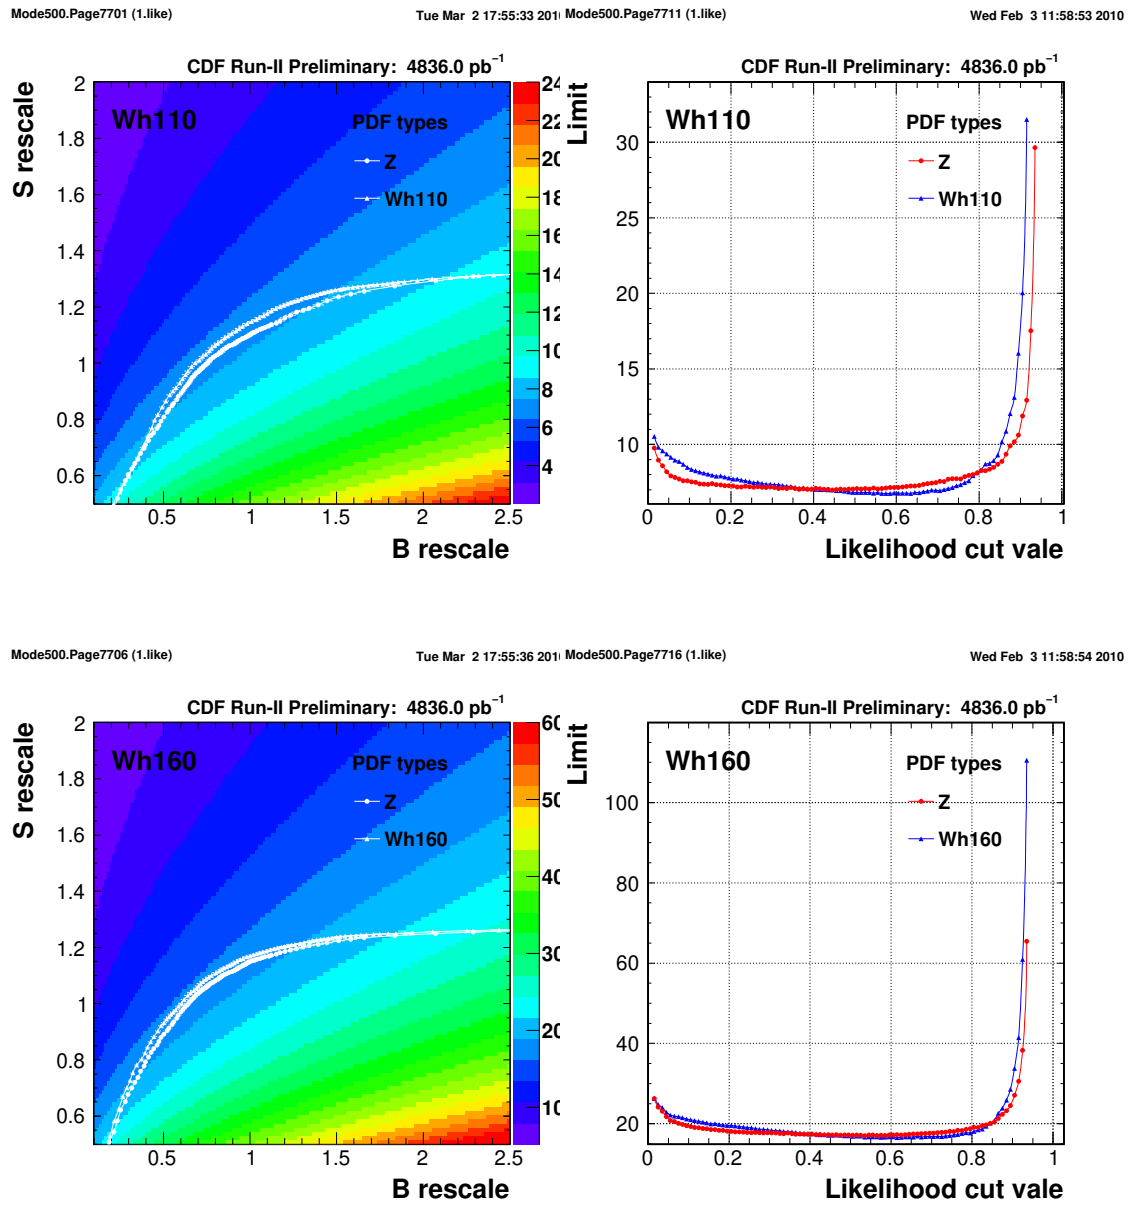 Mode500.Page7701 (1.like)
Tue Mar 2 17:55:33 201
CDF Run-II Preliminary: 4836.0 pb⁻¹
S rescale
Wh110
PDF types
Z
Wh110
2
1.8
1.6
1.4
1.2
1
0.8
0.6
0.5
1
1.5
2
2.5
B rescale
24
22
20
18
16
14
12
10
8
6
4
Limit
Mode500.Page7711 (1.like)
Wed Feb 3 11:58:53 2010
CDF Run-II Preliminary: 4836.0 pb⁻¹
Wh110
PDF types
Z
Wh110
30
25
20
15
10
0
0.2
0.4
0.6
0.8
1
Likelihood cut vale
Mode500.Page7706 (1.like)
Tue Mar 2 17:55:36 201
CDF Run-II Preliminary: 4836.0 pb⁻¹
S rescale
Wh160
PDF types
Z
Wh160
2
1.8
1.6
1.4
1.2
1
0.8
0.6
0.5
1
1.5
2
2.5
B rescale
60
50
40
30
20
10
Limit
Mode500.Page7716 (1.like)
Wed Feb 3 11:58:54 2010
CDF Run-II Preliminary: 4836.0 pb⁻¹
Wh160
PDF types
Z
Wh160
100
80
60
40
20
0
0.2
0.4
0.6
0.8
1
Likelihood cut vale